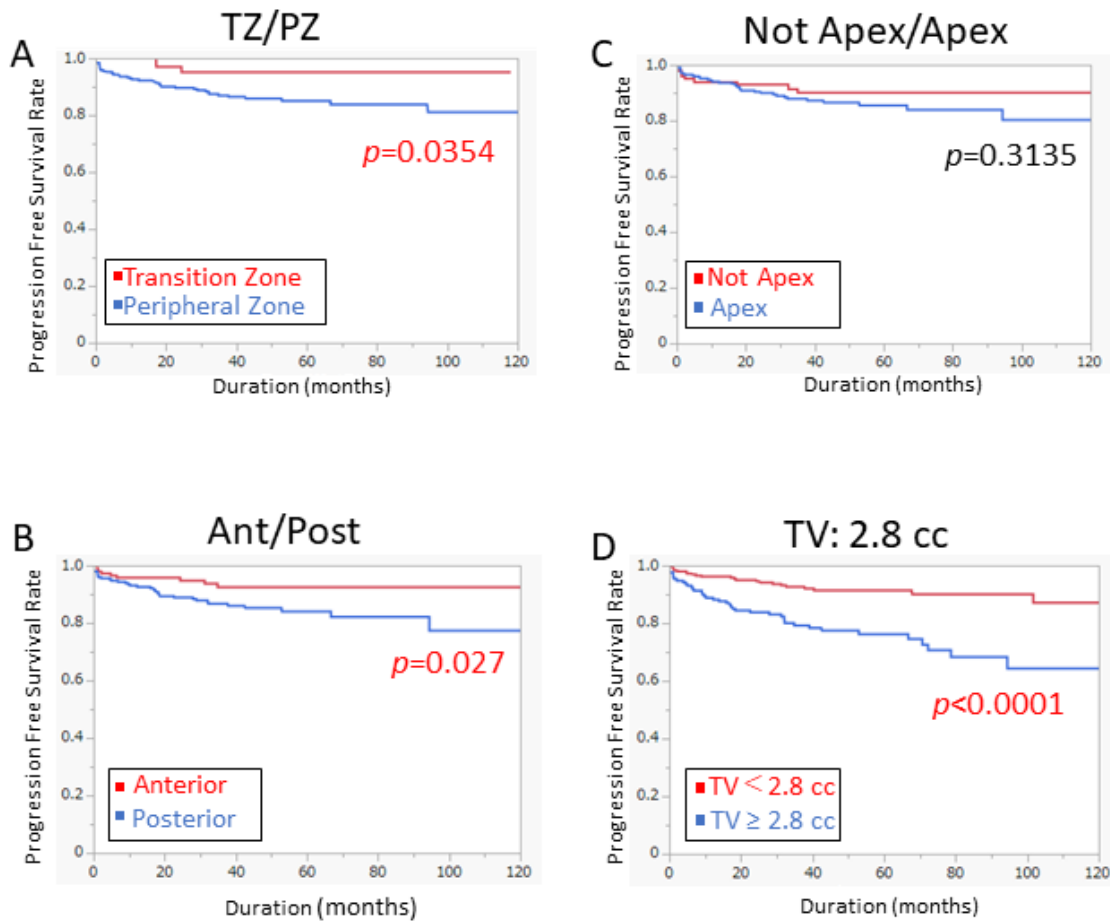 A
TZ/PZ
Progression Free Survival Rate
1.0
0.8
0.6
0.4
0.2
0
p=0.0354
Transition Zone
Peripheral Zone
0 20 40 60 80 100 120
Duration (months)
C
Not Apex/Apex
Progression Free Survival Rate
1.0
0.8
0.6
0.4
0.2
0
p=0.3135
Not Apex
Apex
0 20 40 60 80 100 120
Duration (months)
B
Ant/Post
Progression Free Survival Rate
1.0
0.8
0.6
0.4
0.2
0
p=0.027
Anterior
Posterior
0 20 40 60 80 100 120
Duration (months)
D
TV: 2.8 cc
Progression Free Survival Rate
1.0
0.8
0.6
0.4
0.2
0
p<0.0001
TV < 2.8 cc
TV ≥ 2.8 cc
0 20 40 60 80 100 120
Duration (months)